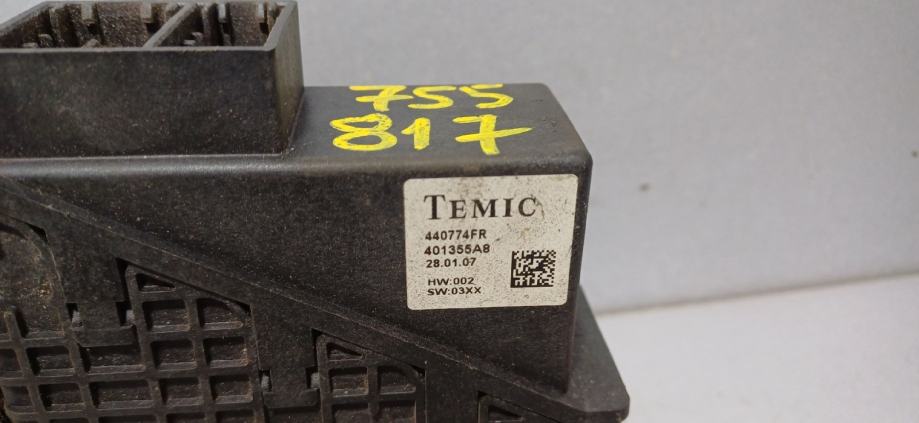 755
817
TEMIC
440774FR
401355A8
28.01.07
HW:002
SW:03XX